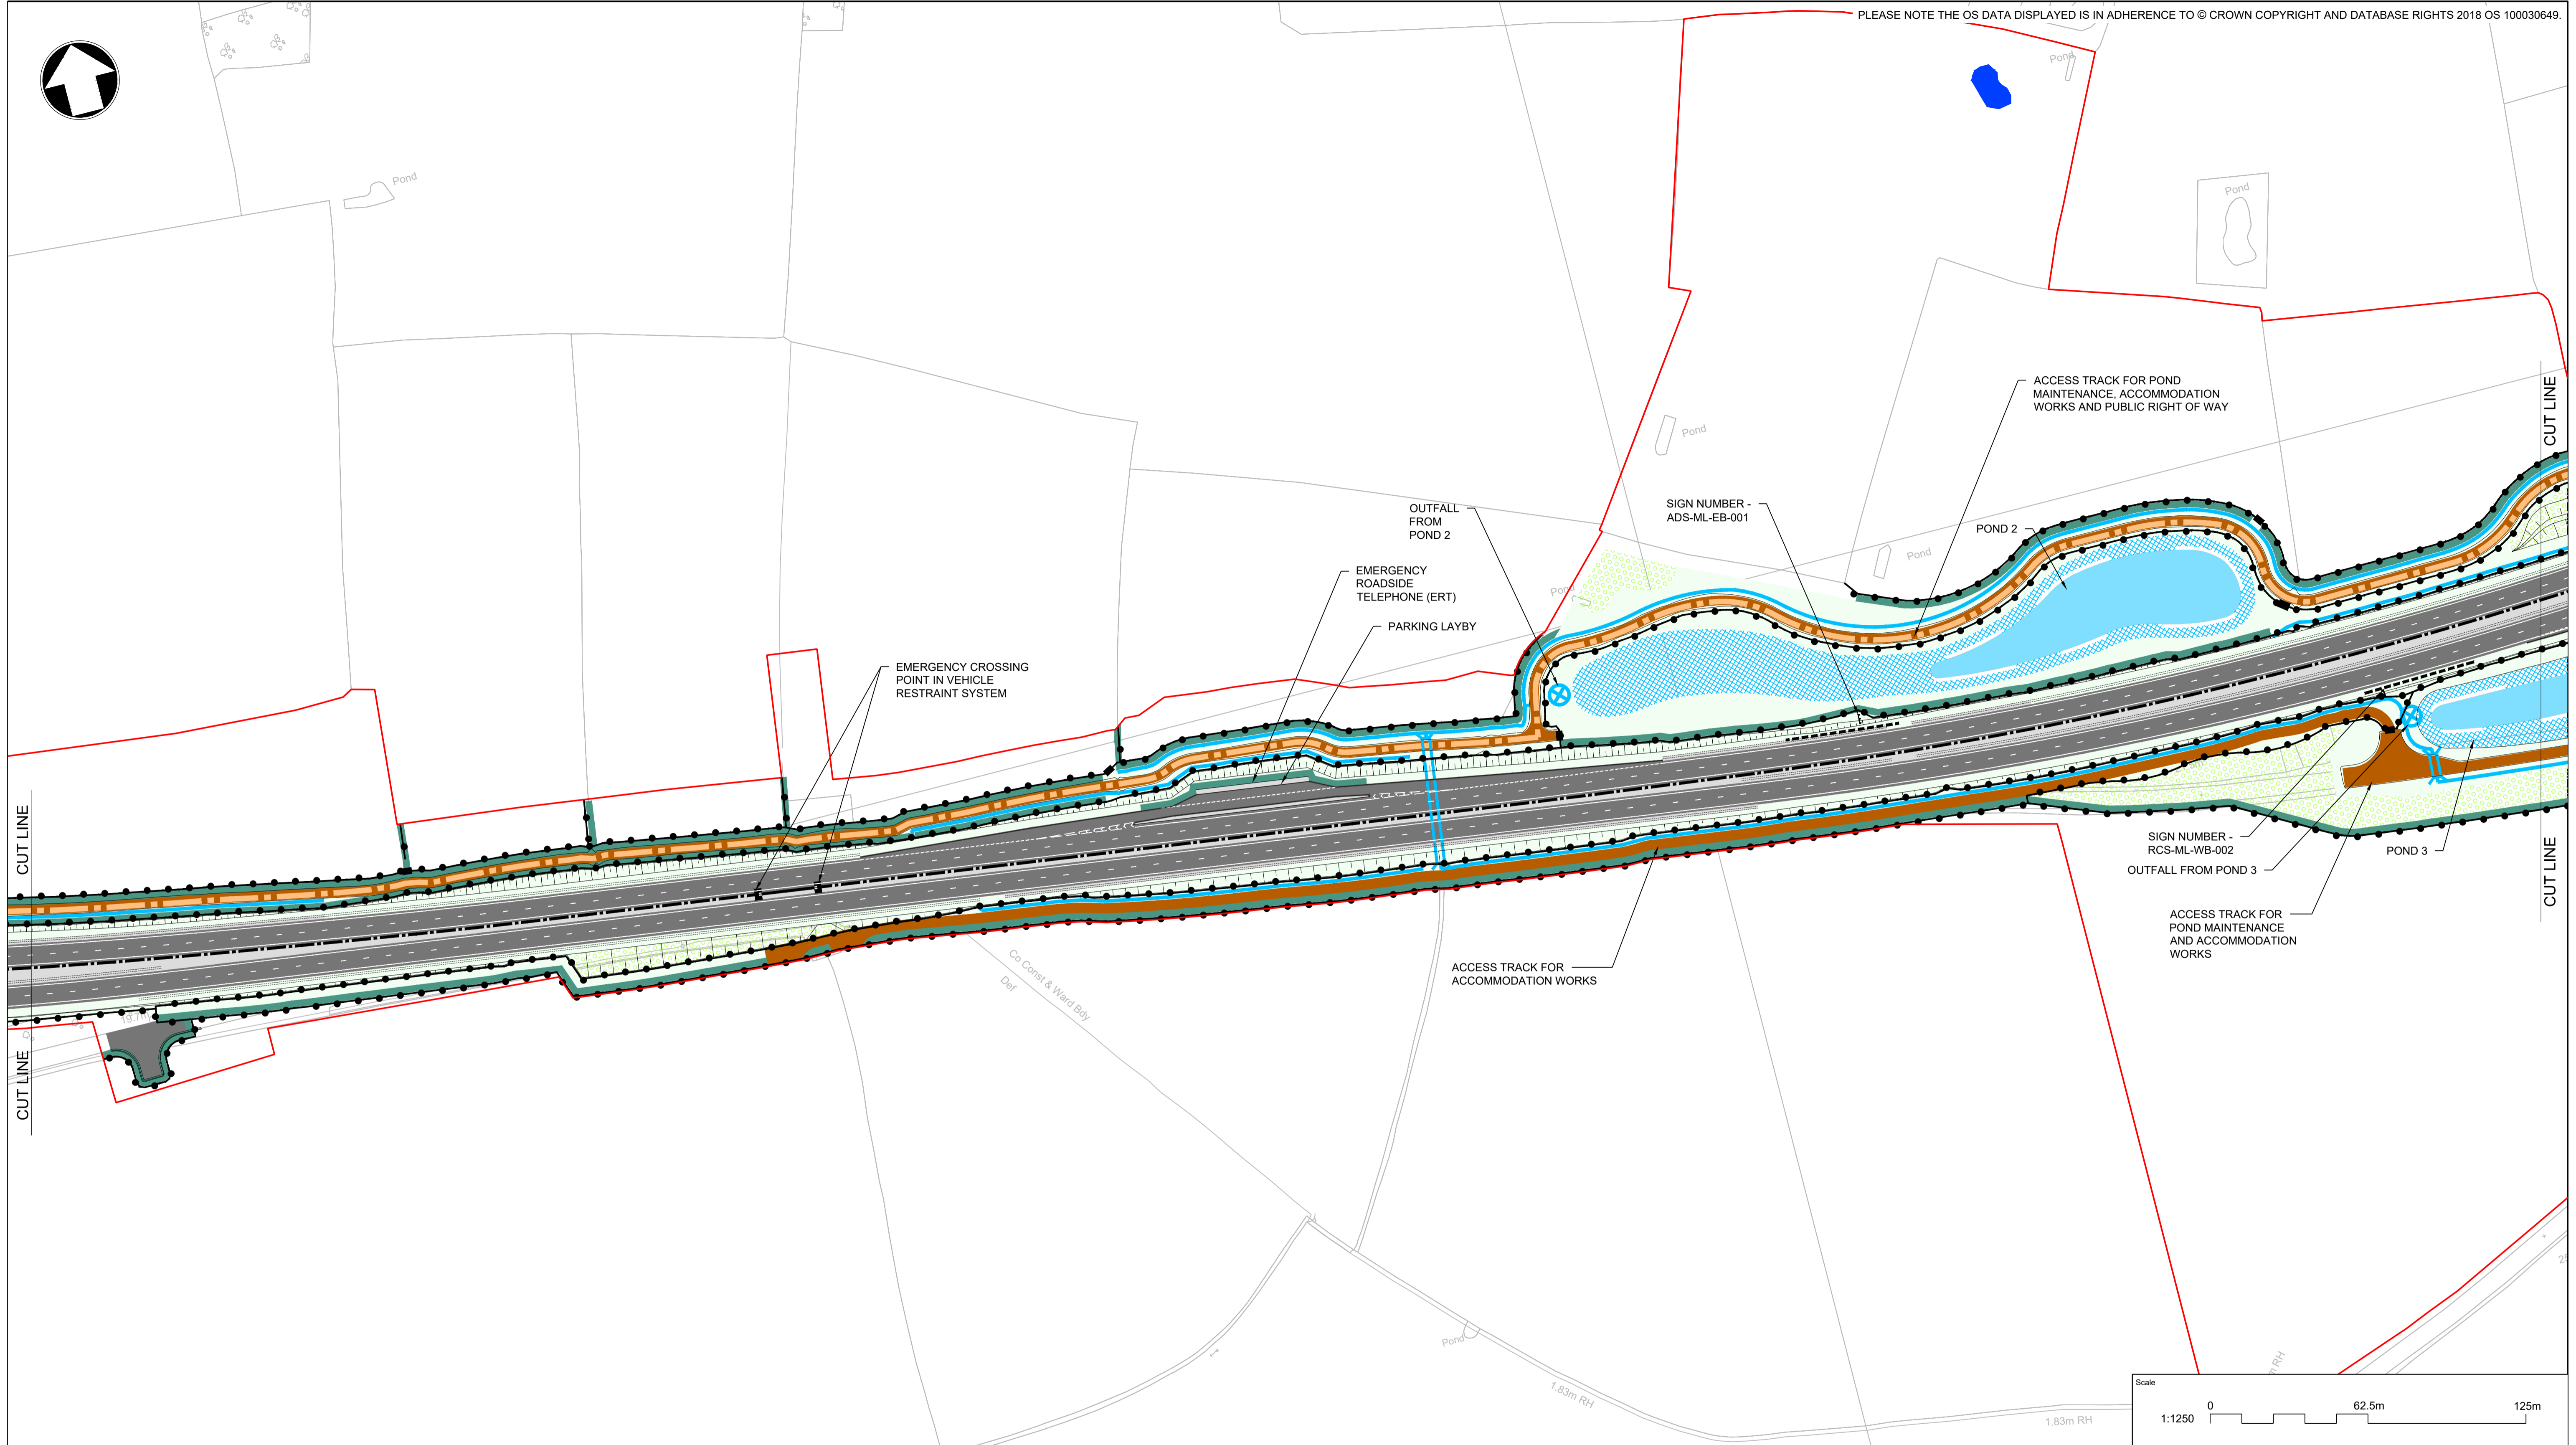 PLEASE NOTE THE OS DATA DISPLAYED IS IN ADHERENCE TO © CROWN COPYRIGHT AND DATABASE RIGHTS 2018 OS 100030649.
Pond
Pond
Pond
ACCESS TRACK FOR POND
MAINTENANCE, ACCOMMODATION
WORKS AND PUBLIC RIGHT OF WAY
CUT LINE
Pond
SIGN NUMBER -
ADS-ML-EB-001
OUTFALL
FROM
POND 2
POND 2
Pond
EMERGENCY
ROADSIDE
TELEPHONE (ERT)
Pond
PARKING LAYBY
EMERGENCY CROSSING
POINT IN VEHICLE
RESTRAINT SYSTEM
CUT LINE
SIGN NUMBER -
RCS-ML-WB-002
POND 3
OUTFALL FROM POND 3
CUT LINE
ACCESS TRACK FOR
POND MAINTENANCE
AND ACCOMMODATION
WORKS
ACCESS TRACK FOR
ACCOMMODATION WORKS
Co Const & Ward Bdy
Def
CUT LINE
Pond
1.83m RH
1.83m RH
m RH
Scale
1:1250
0
62.5m
125m